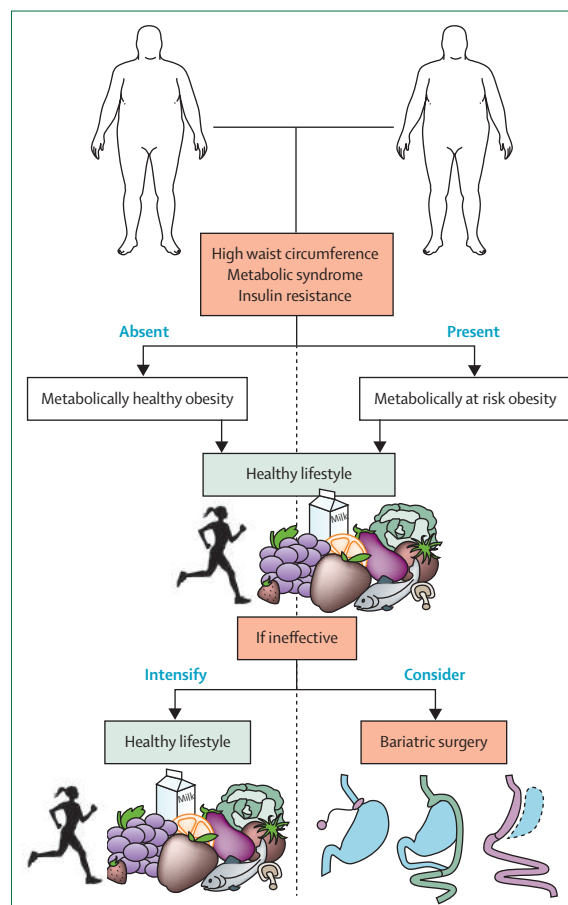 High waist circumference
Metabolic syndrome
Insulin resistance
Absent
Present
Metabolically healthy obesity
Metabolically at risk obesity
Healthy lifestyle
Milk
If ineffective
Intensify
Consider
Healthy lifestyle
Bariatric surgery
Milk